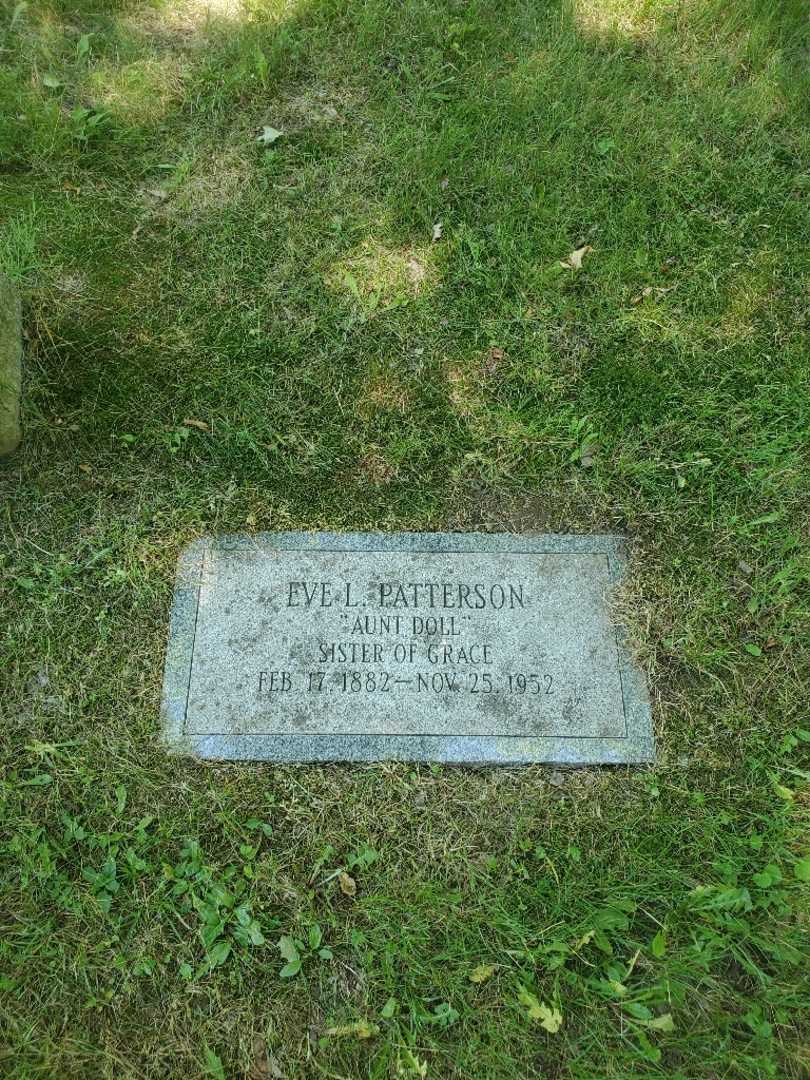 EVE L. PATTERSON
"AUNT DOLL"
SISTER OF GRACE
FEB. 17, 1882—NOV. 25, 1952